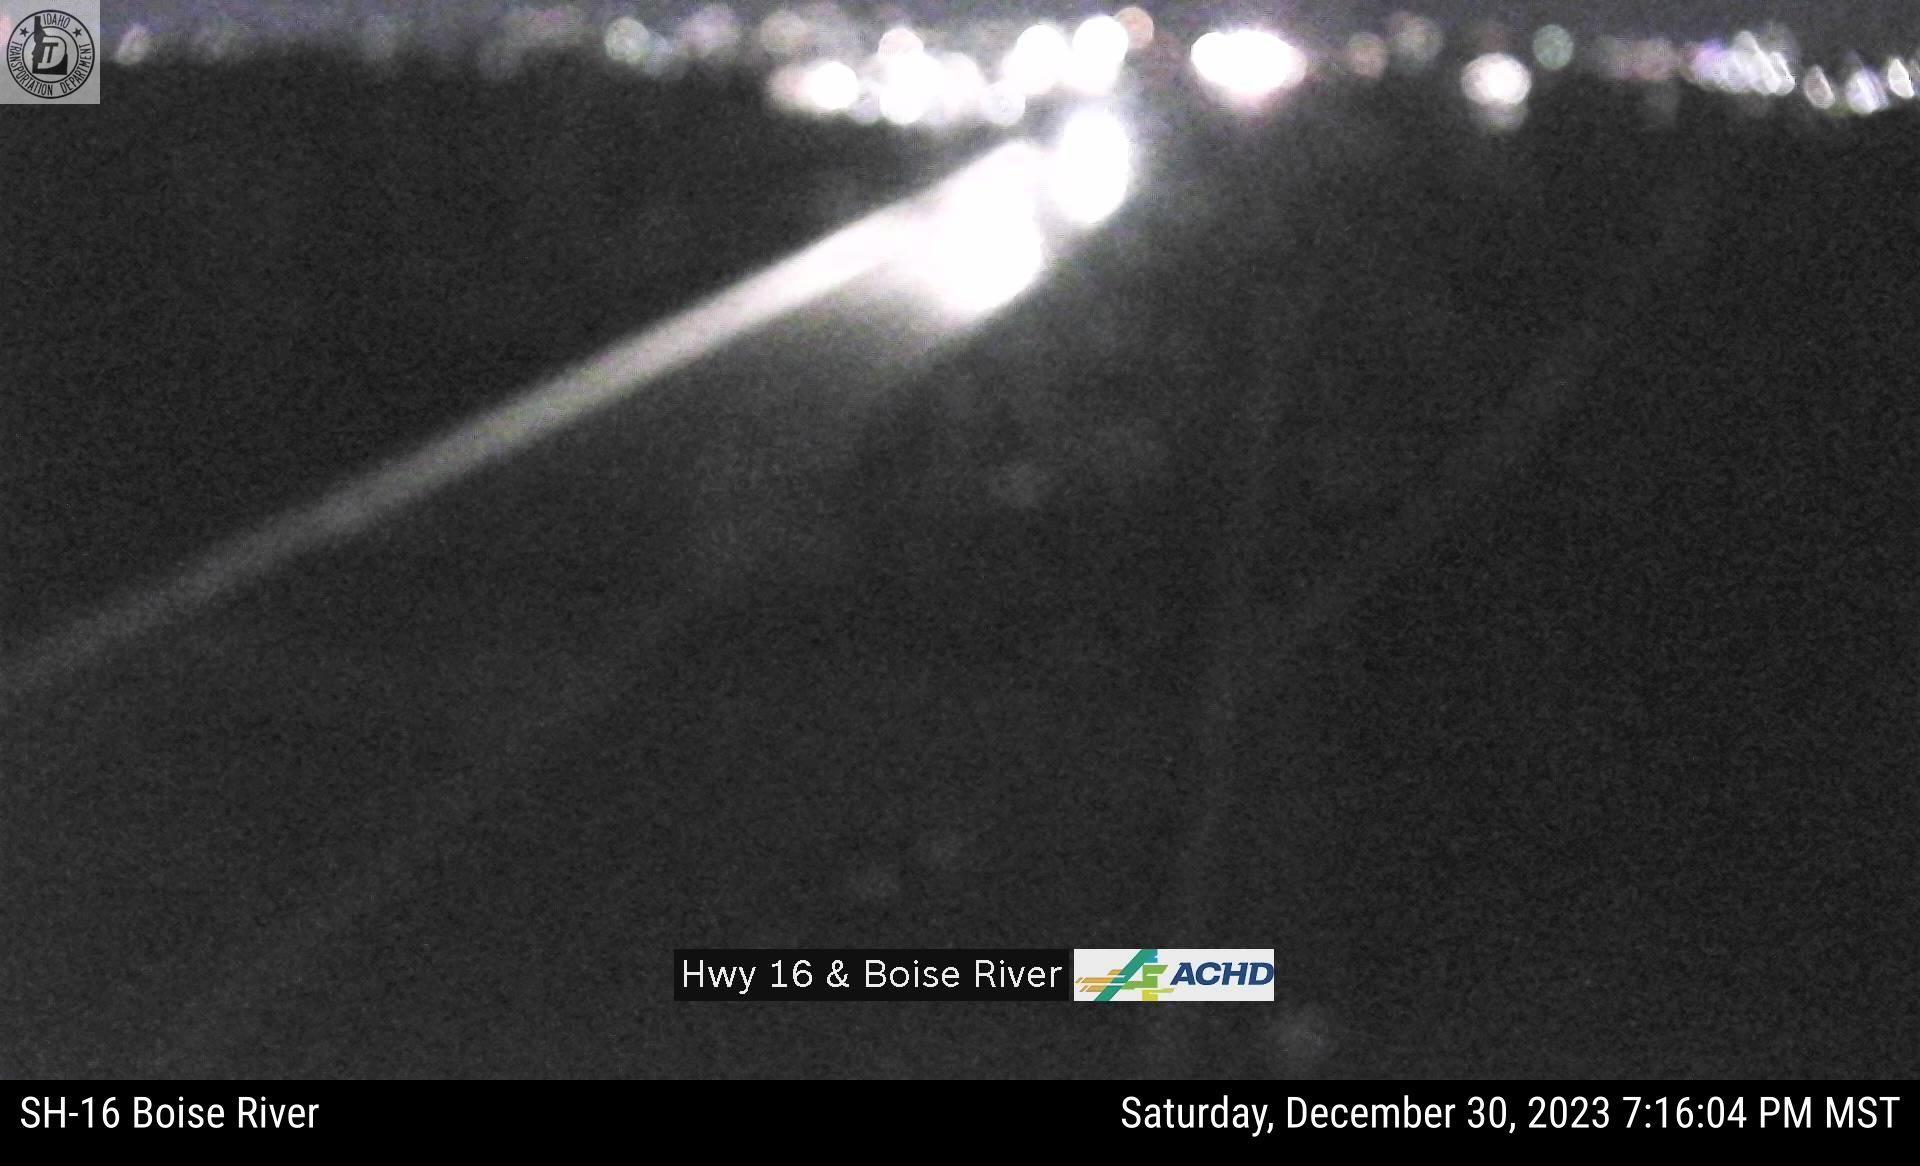 IDAHO
TRANSPORTATION DEPARTMENT
Hwy 16 & Boise River
ACHD
SH-16 Boise River
Saturday, December 30, 2023 7:16:04 PM MST